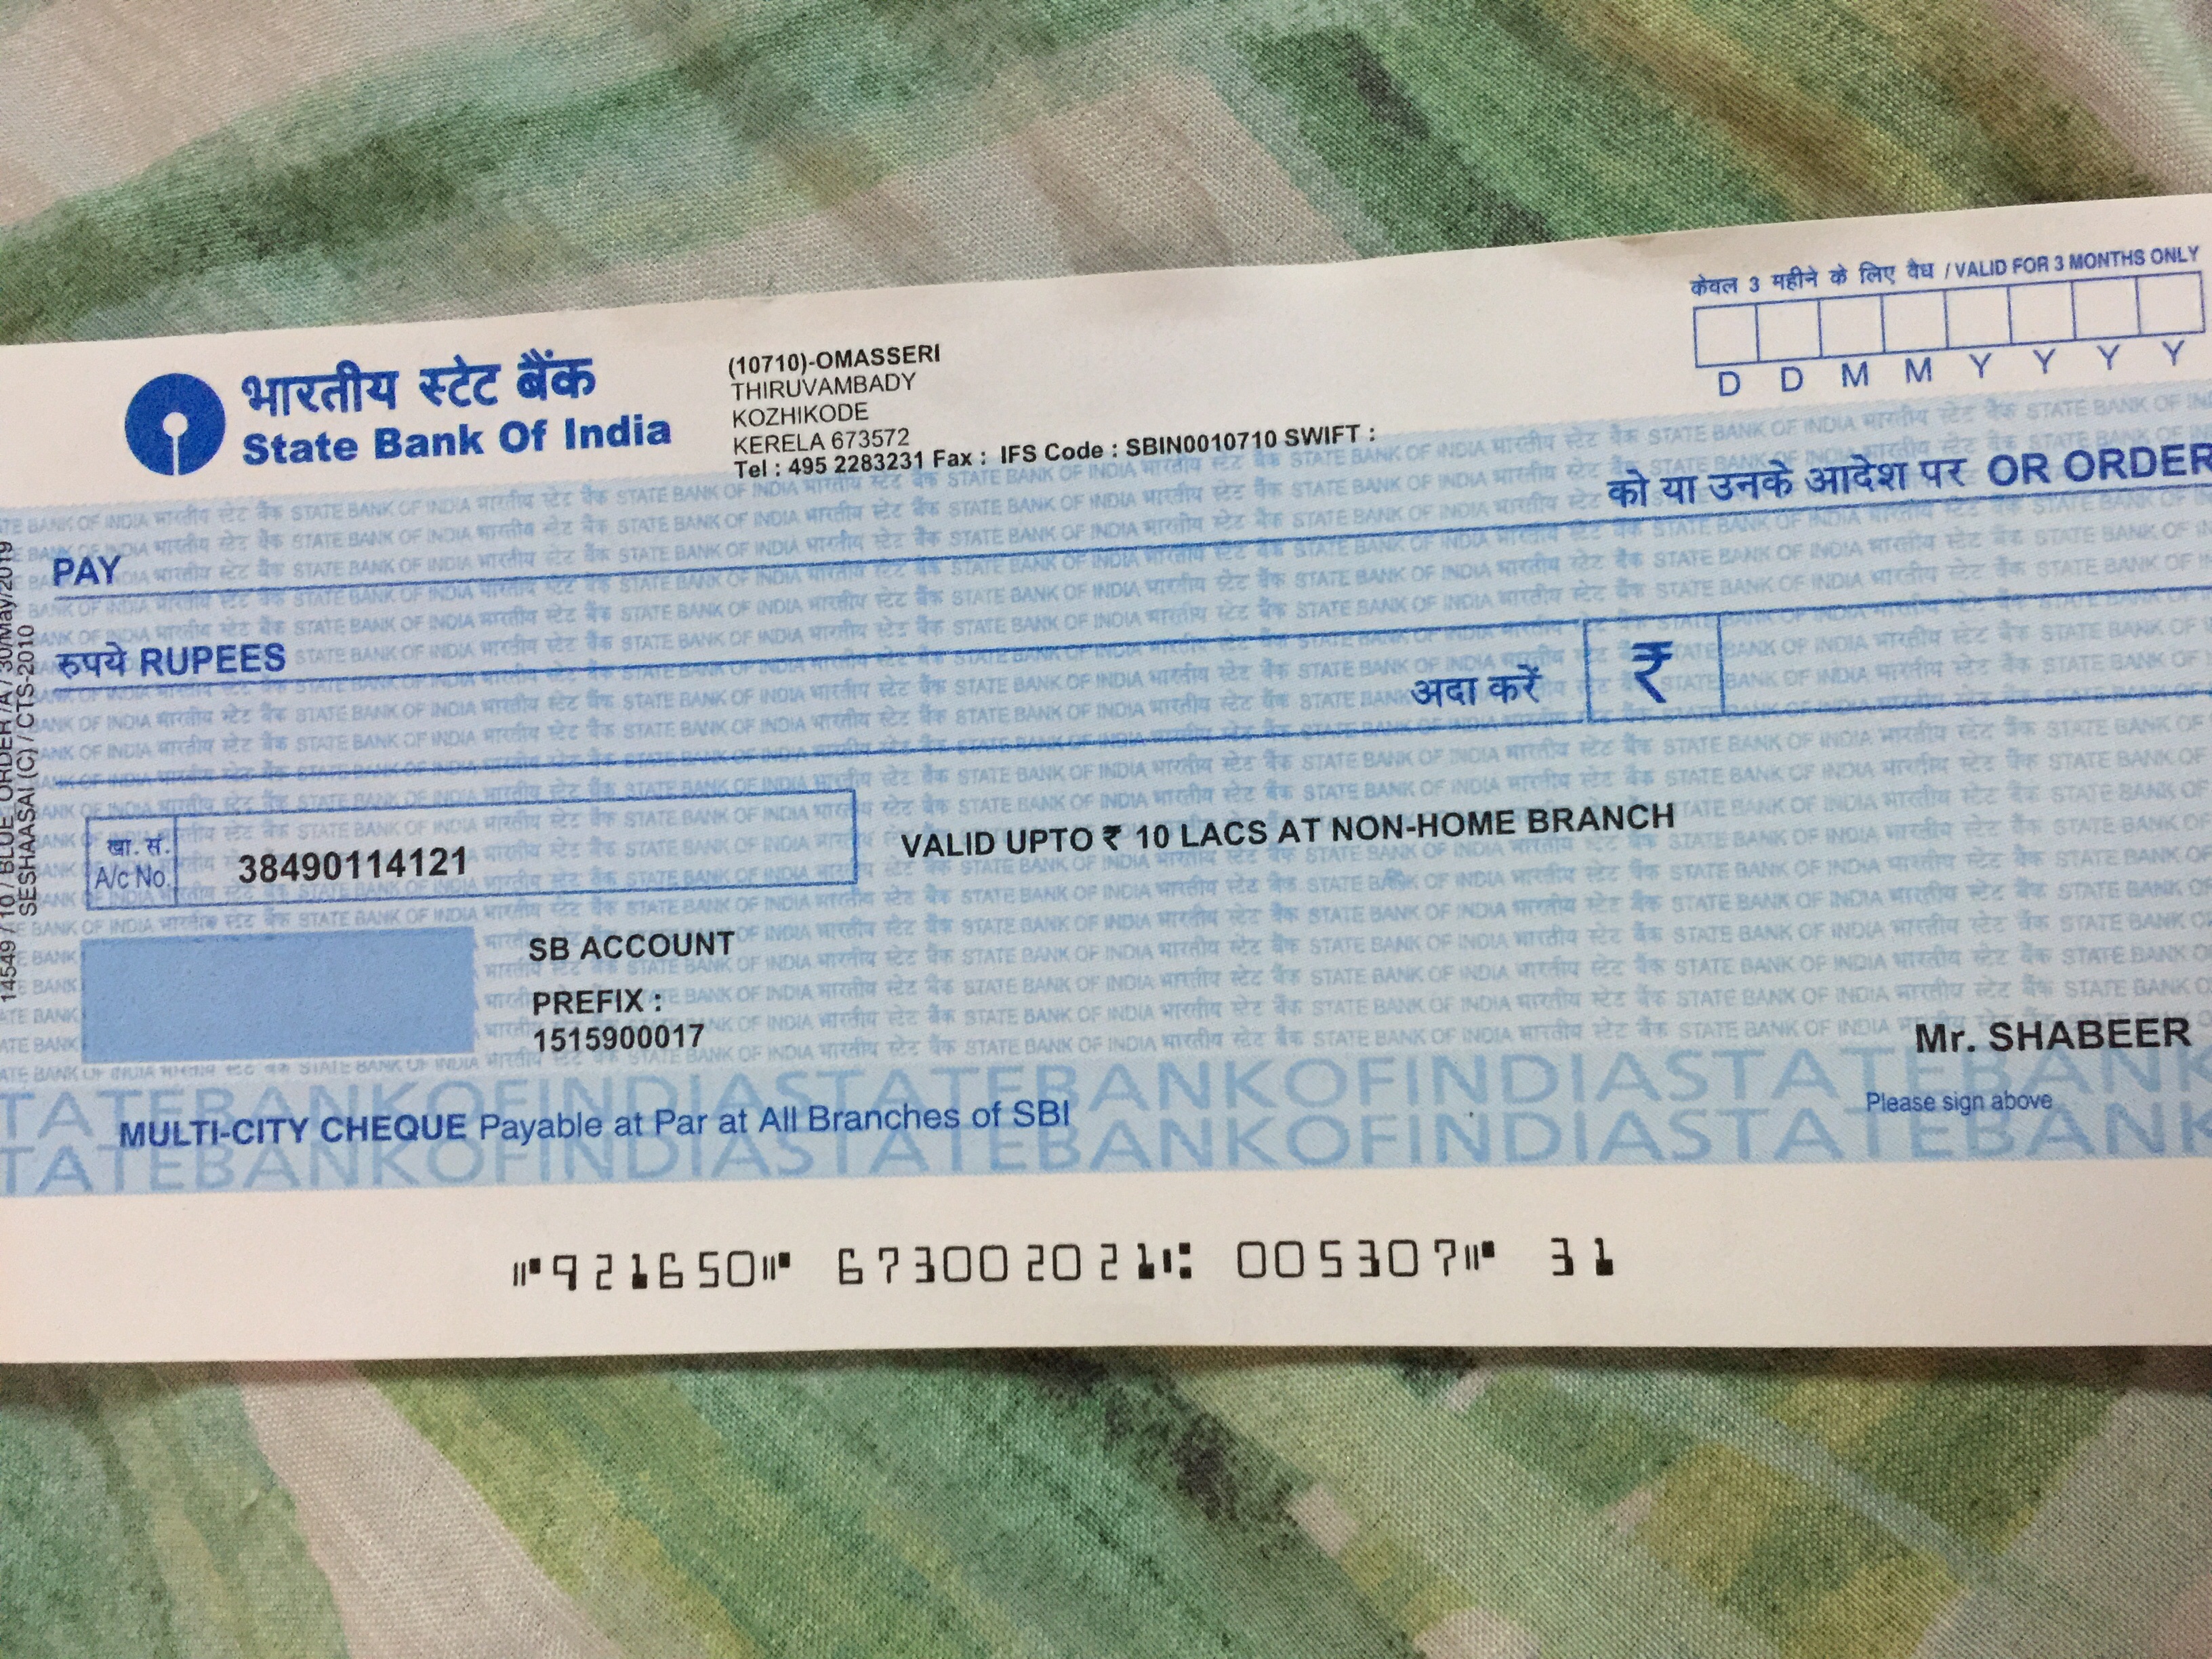 भारतीय स्टेट बैंक
State Bank Of India
(10710)-OMASSERI
THIRUVAMBADY
KOZHIKODE
KERELA 673572
Tel : 495 2283231 Fax : IFS Code : SBIN0010710 SWIFT :
केवल 3 महीने के लिए वैध / VALID FOR 3 MONTHS ONLY
D D M M Y Y Y Y
PAY
को या उनके आदेश पर OR ORDER
रुपये RUPEES
अदा करें
₹
खा. सं.
A/c No.
38490114121
VALID UPTO ₹ 10 LACS AT NON-HOME BRANCH
SB ACCOUNT
PREFIX :
1515900017
Mr. SHABEER
MULTI-CITY CHEQUE Payable at Par at All Branches of SBI
Please sign above
⑈921650⑈ 673002021⑆ 005307⑈ 31
14549 / 10 / BLUE_ORDER /A / 30/May/2019
SESHAASAI (C) / CTS-2010